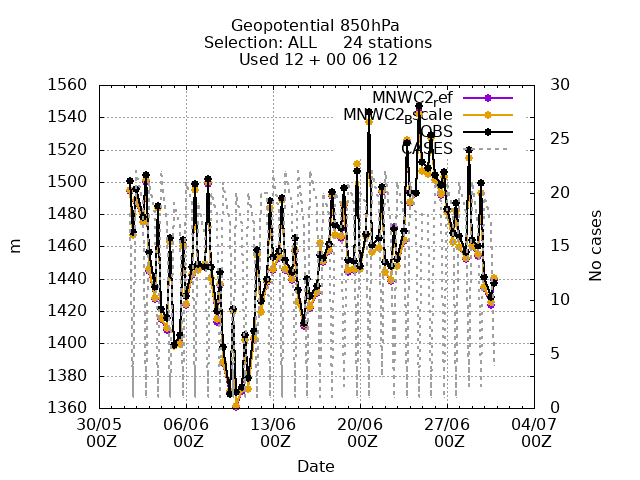 Geopotential 850hPa
Selection: ALL 24 stations
Used 12 + 00 06 12
1560
1540
1520
1500
1480
1460
1440
1420
1400
1380
1360
m
30
25
20
15
10
5
0
No cases
MNWC2ref
MNWC2Bscale
OBS
CASES
30/05 06/06 13/06 20/06 27/06 04/07
00Z 00Z 00Z 00Z 00Z 00Z
Date